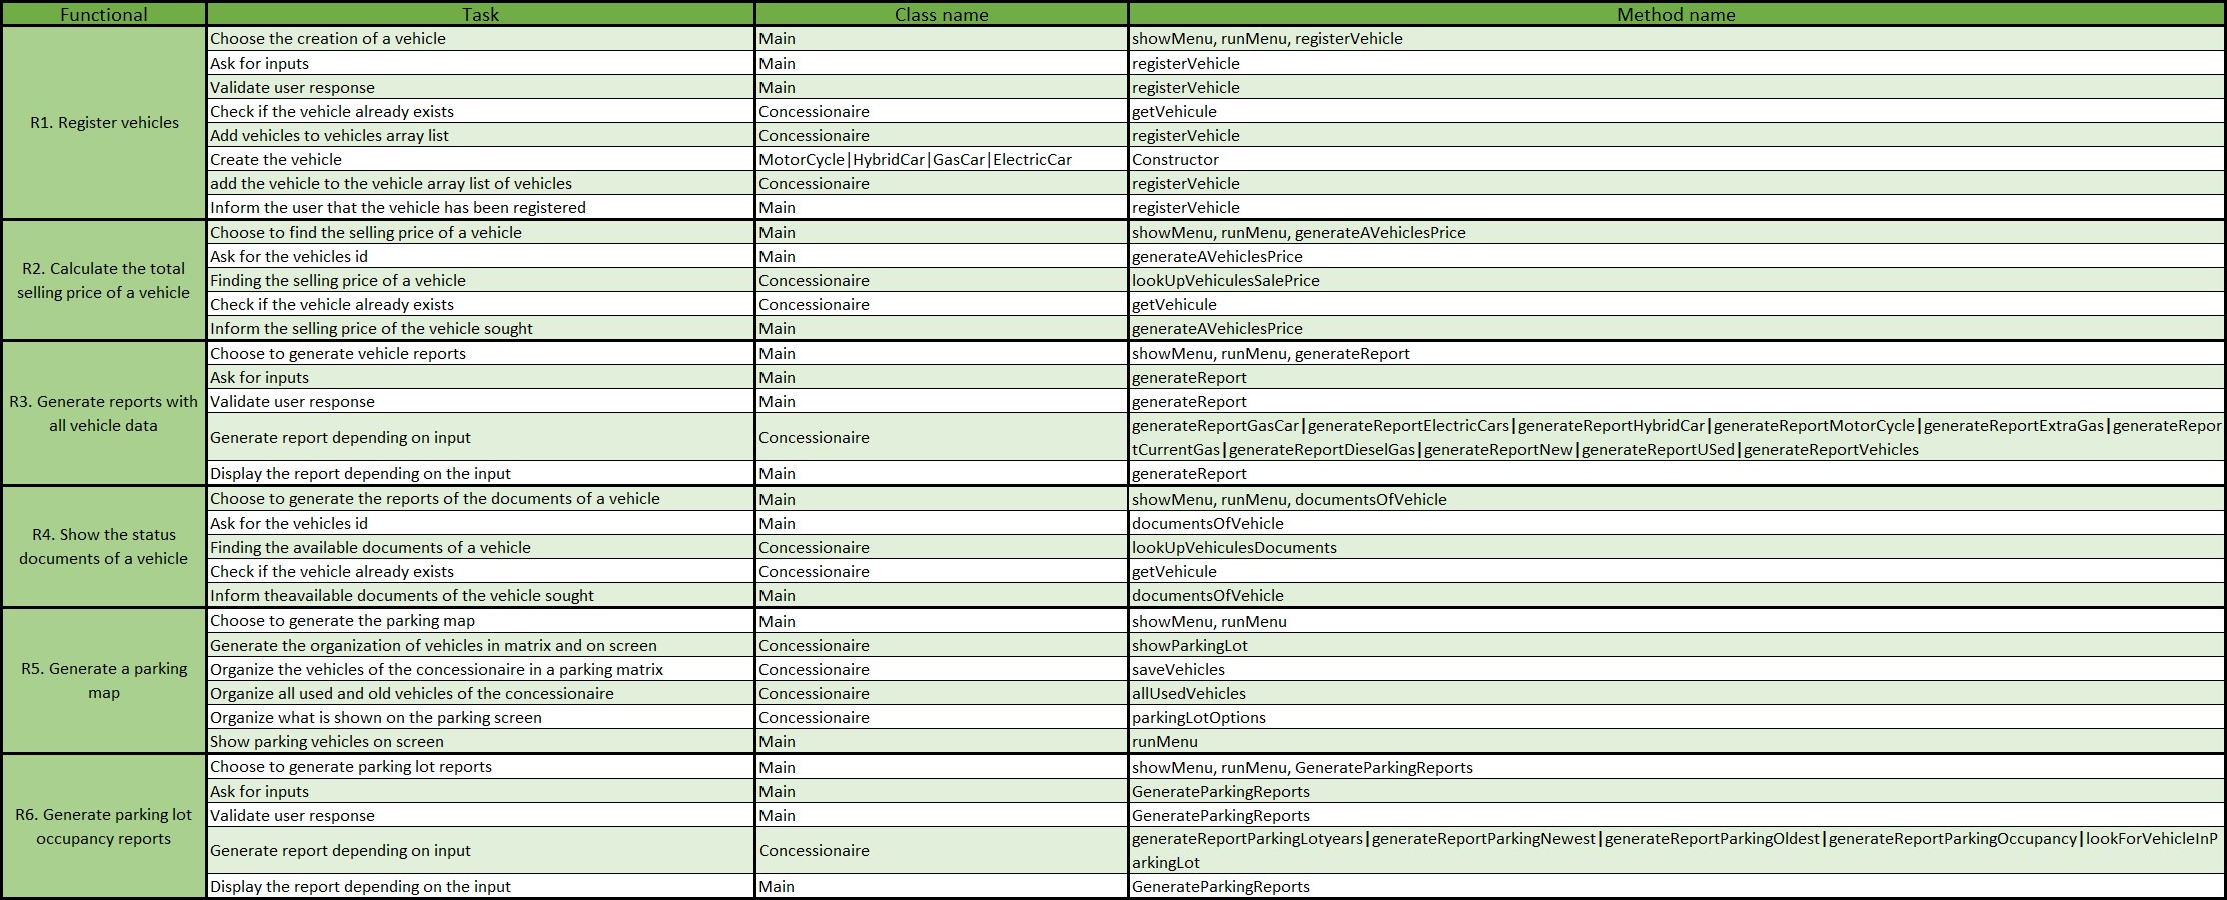 Functional	Task	Class name	Method name
R1. Register vehicles
Choose the creation of a vehicle	Main	showMenu, runMenu, registerVehicle
Ask for inputs	Main	registerVehicle
Validate user response	Main	registerVehicle
Check if the vehicle already exists	Concessionaire	getVehicule
Add vehicles to vehicles array list	Concessionaire	registerVehicle
Create the vehicle	MotorCycle|HybridCar|GasCar|ElectricCar	Constructor
add the vehicle to the vehicle array list of vehicles	Concessionaire	registerVehicle
Inform the user that the vehicle has been registered	Main	registerVehicle
R2. Calculate the total
selling price of a vehicle
Choose to find the selling price of a vehicle	Main	showMenu, runMenu, generateAVehiclesPrice
Ask for the vehicles id	Main	generateAVehiclesPrice
Finding the selling price of a vehicle	Concessionaire	lookUpVehiculesSalePrice
Check if the vehicle already exists	Concessionaire	getVehicule
Inform the selling price of the vehicle sought	Main	generateAVehiclesPrice
R3. Generate reports with
all vehicle data
Choose to generate vehicle reports	Main	showMenu, runMenu, generateReport
Ask for inputs	Main	generateReport
Validate user response	Main	generateReport
Generate report depending on input	Concessionaire	generateReportGasCar|generateReportElectricCars|generateReportHybridCar|generateReportMotorCycle|generateReportExtraGas|generateRepor
tCurrentGas|generateReportDieselGas|generateReportNew|generateReportUSed|generateReportVehicles
Display the report depending on the input	Main	generateReport
R4. Show the status
documents of a vehicle
Choose to generate the reports of the documents of a vehicle	Main	showMenu, runMenu, documentsOfVehicle
Ask for the vehicles id	Main	documentsOfVehicle
Finding the available documents of a vehicle	Concessionaire	lookUpVehiculesDocuments
Check if the vehicle already exists	Concessionaire	getVehicule
Inform theavailable documents of the vehicle sought	Main	documentsOfVehicle
R5. Generate a parking
map
Choose to generate the parking map	Main	showMenu, runMenu
Generate the organization of vehicles in matrix and on screen	Concessionaire	showParkingLot
Organize the vehicles of the concessionaire in a parking matrix	Concessionaire	saveVehicles
Organize all used and old vehicles of the concessionaire	Concessionaire	allUsedVehicles
Organize what is shown on the parking screen	Concessionaire	parkingLotOptions
Show parking vehicles on screen	Main	runMenu
R6. Generate parking lot
occupancy reports
Choose to generate parking lot reports	Main	showMenu, runMenu, GenerateParkingReports
Ask for inputs	Main	GenerateParkingReports
Validate user response	Main	GenerateParkingReports
Generate report depending on input	Concessionaire	generateReportParkingLotyears|generateReportParkingNewest|generateReportParkingOldest|generateReportParkingOccupancy|lookForVehicleInP
arkingLot
Display the report depending on the input	Main	GenerateParkingReports